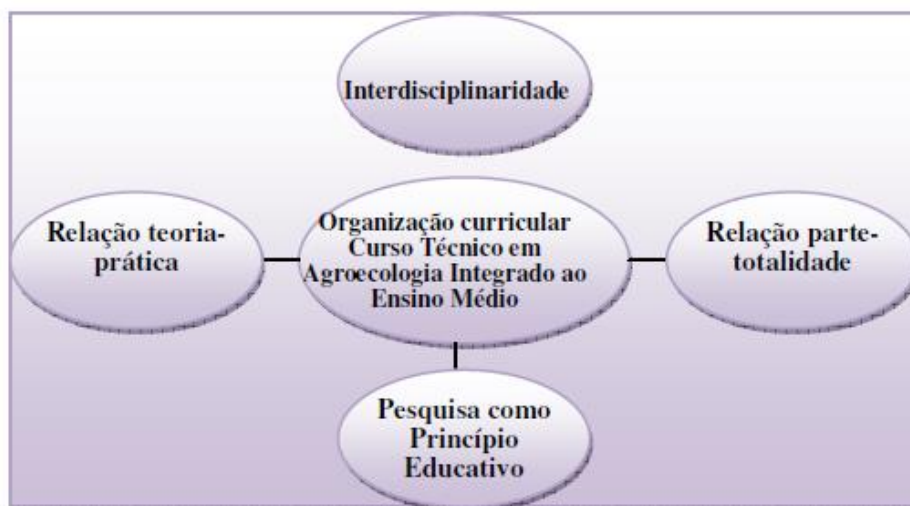 Interdisciplinaridade
Relação teoria-
prática
Organização curricular
Curso Técnico em
Agroecologia Integrado ao
Ensino Médio
Relação parte-
totalidade
Pesquisa como
Princípio
Educativo